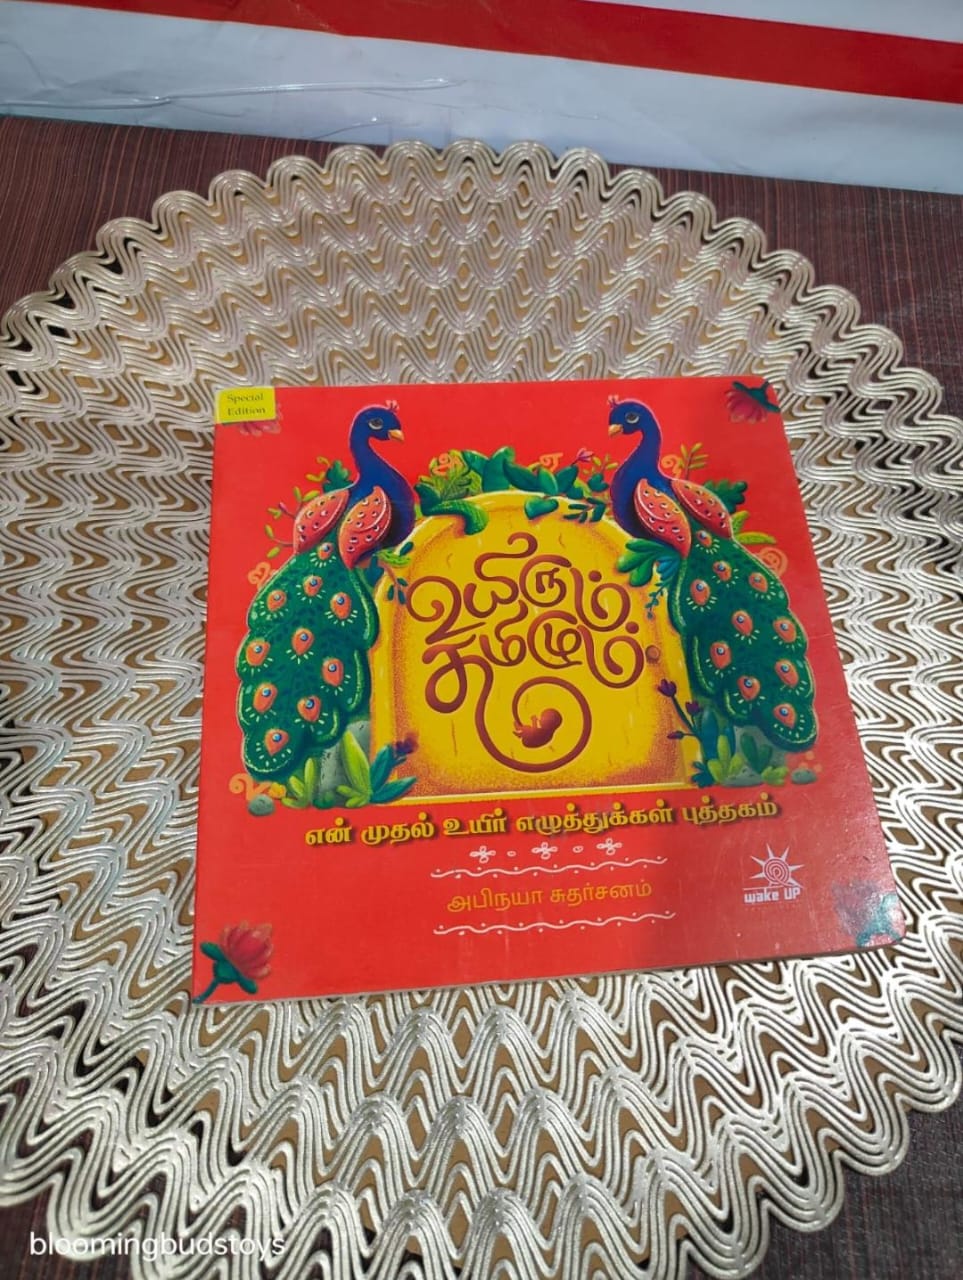 Special
Edition
உயிரும்
தமிழும்
என் முதல் உயிர் எழுத்துக்கள் புத்தகம்
அபிநயா சுதர்சனம்
wake UP
bloomingbudstoys